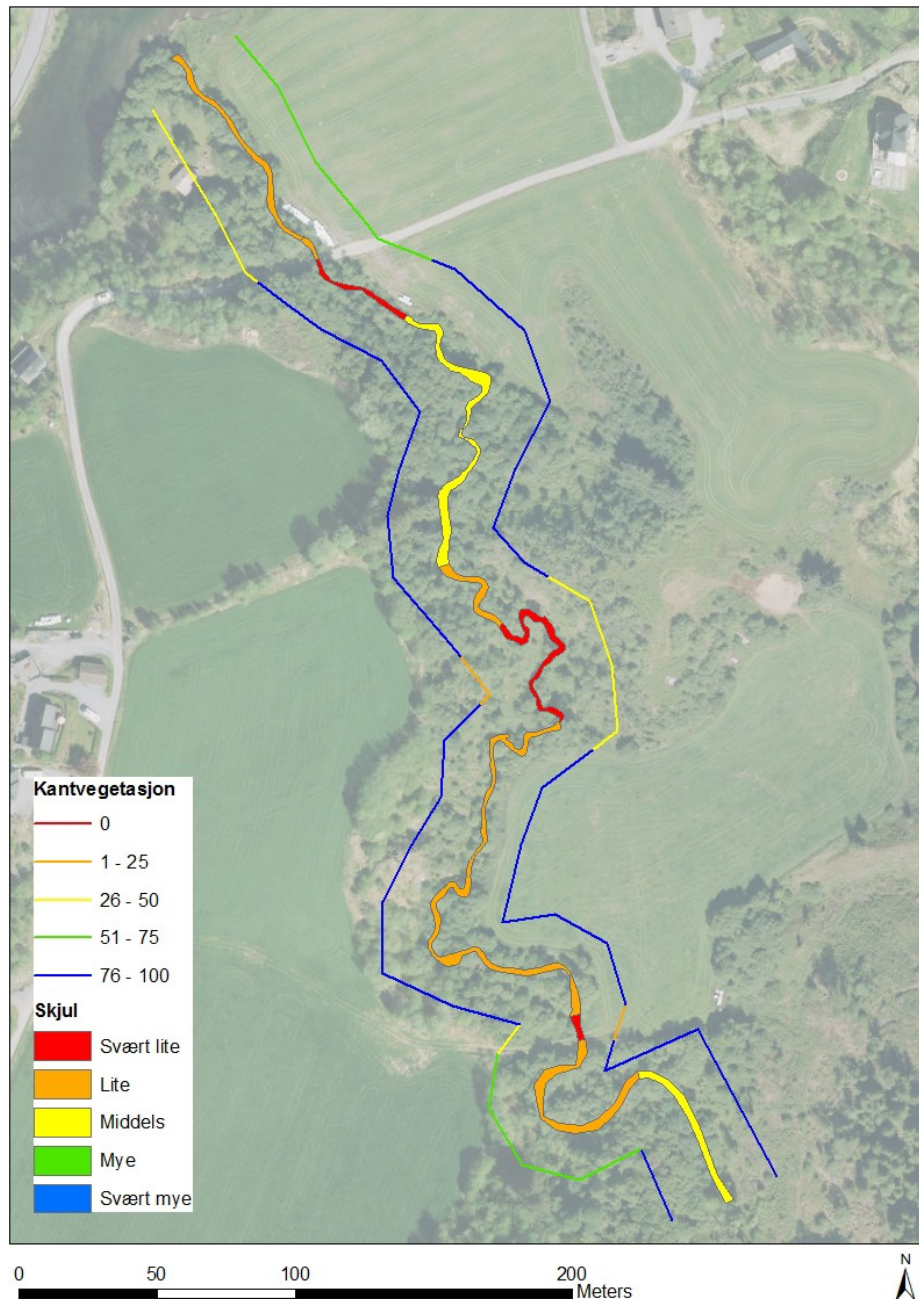 Kantvegetasjon
0
1 - 25
26 - 50
51 - 75
76 - 100
Skjul
Svært lite
Lite
Middels
Mye
Svært mye
0 50 100 200
Meters
N